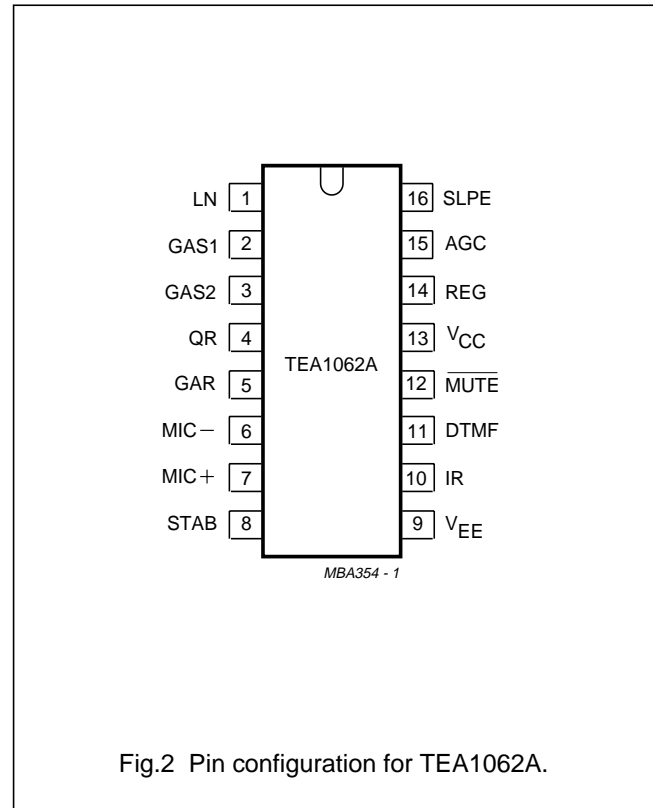 LN 1 16 SLPE
GAS1 2 15 AGC
GAS2 3 14 REG
QR 4 13 VCC
TEA1062A
GAR 5 12 MUTE
MIC− 6 11 DTMF
MIC+ 7 10 IR
STAB 8 9 VEE
MBA354 - 1
Fig.2 Pin configuration for TEA1062A.